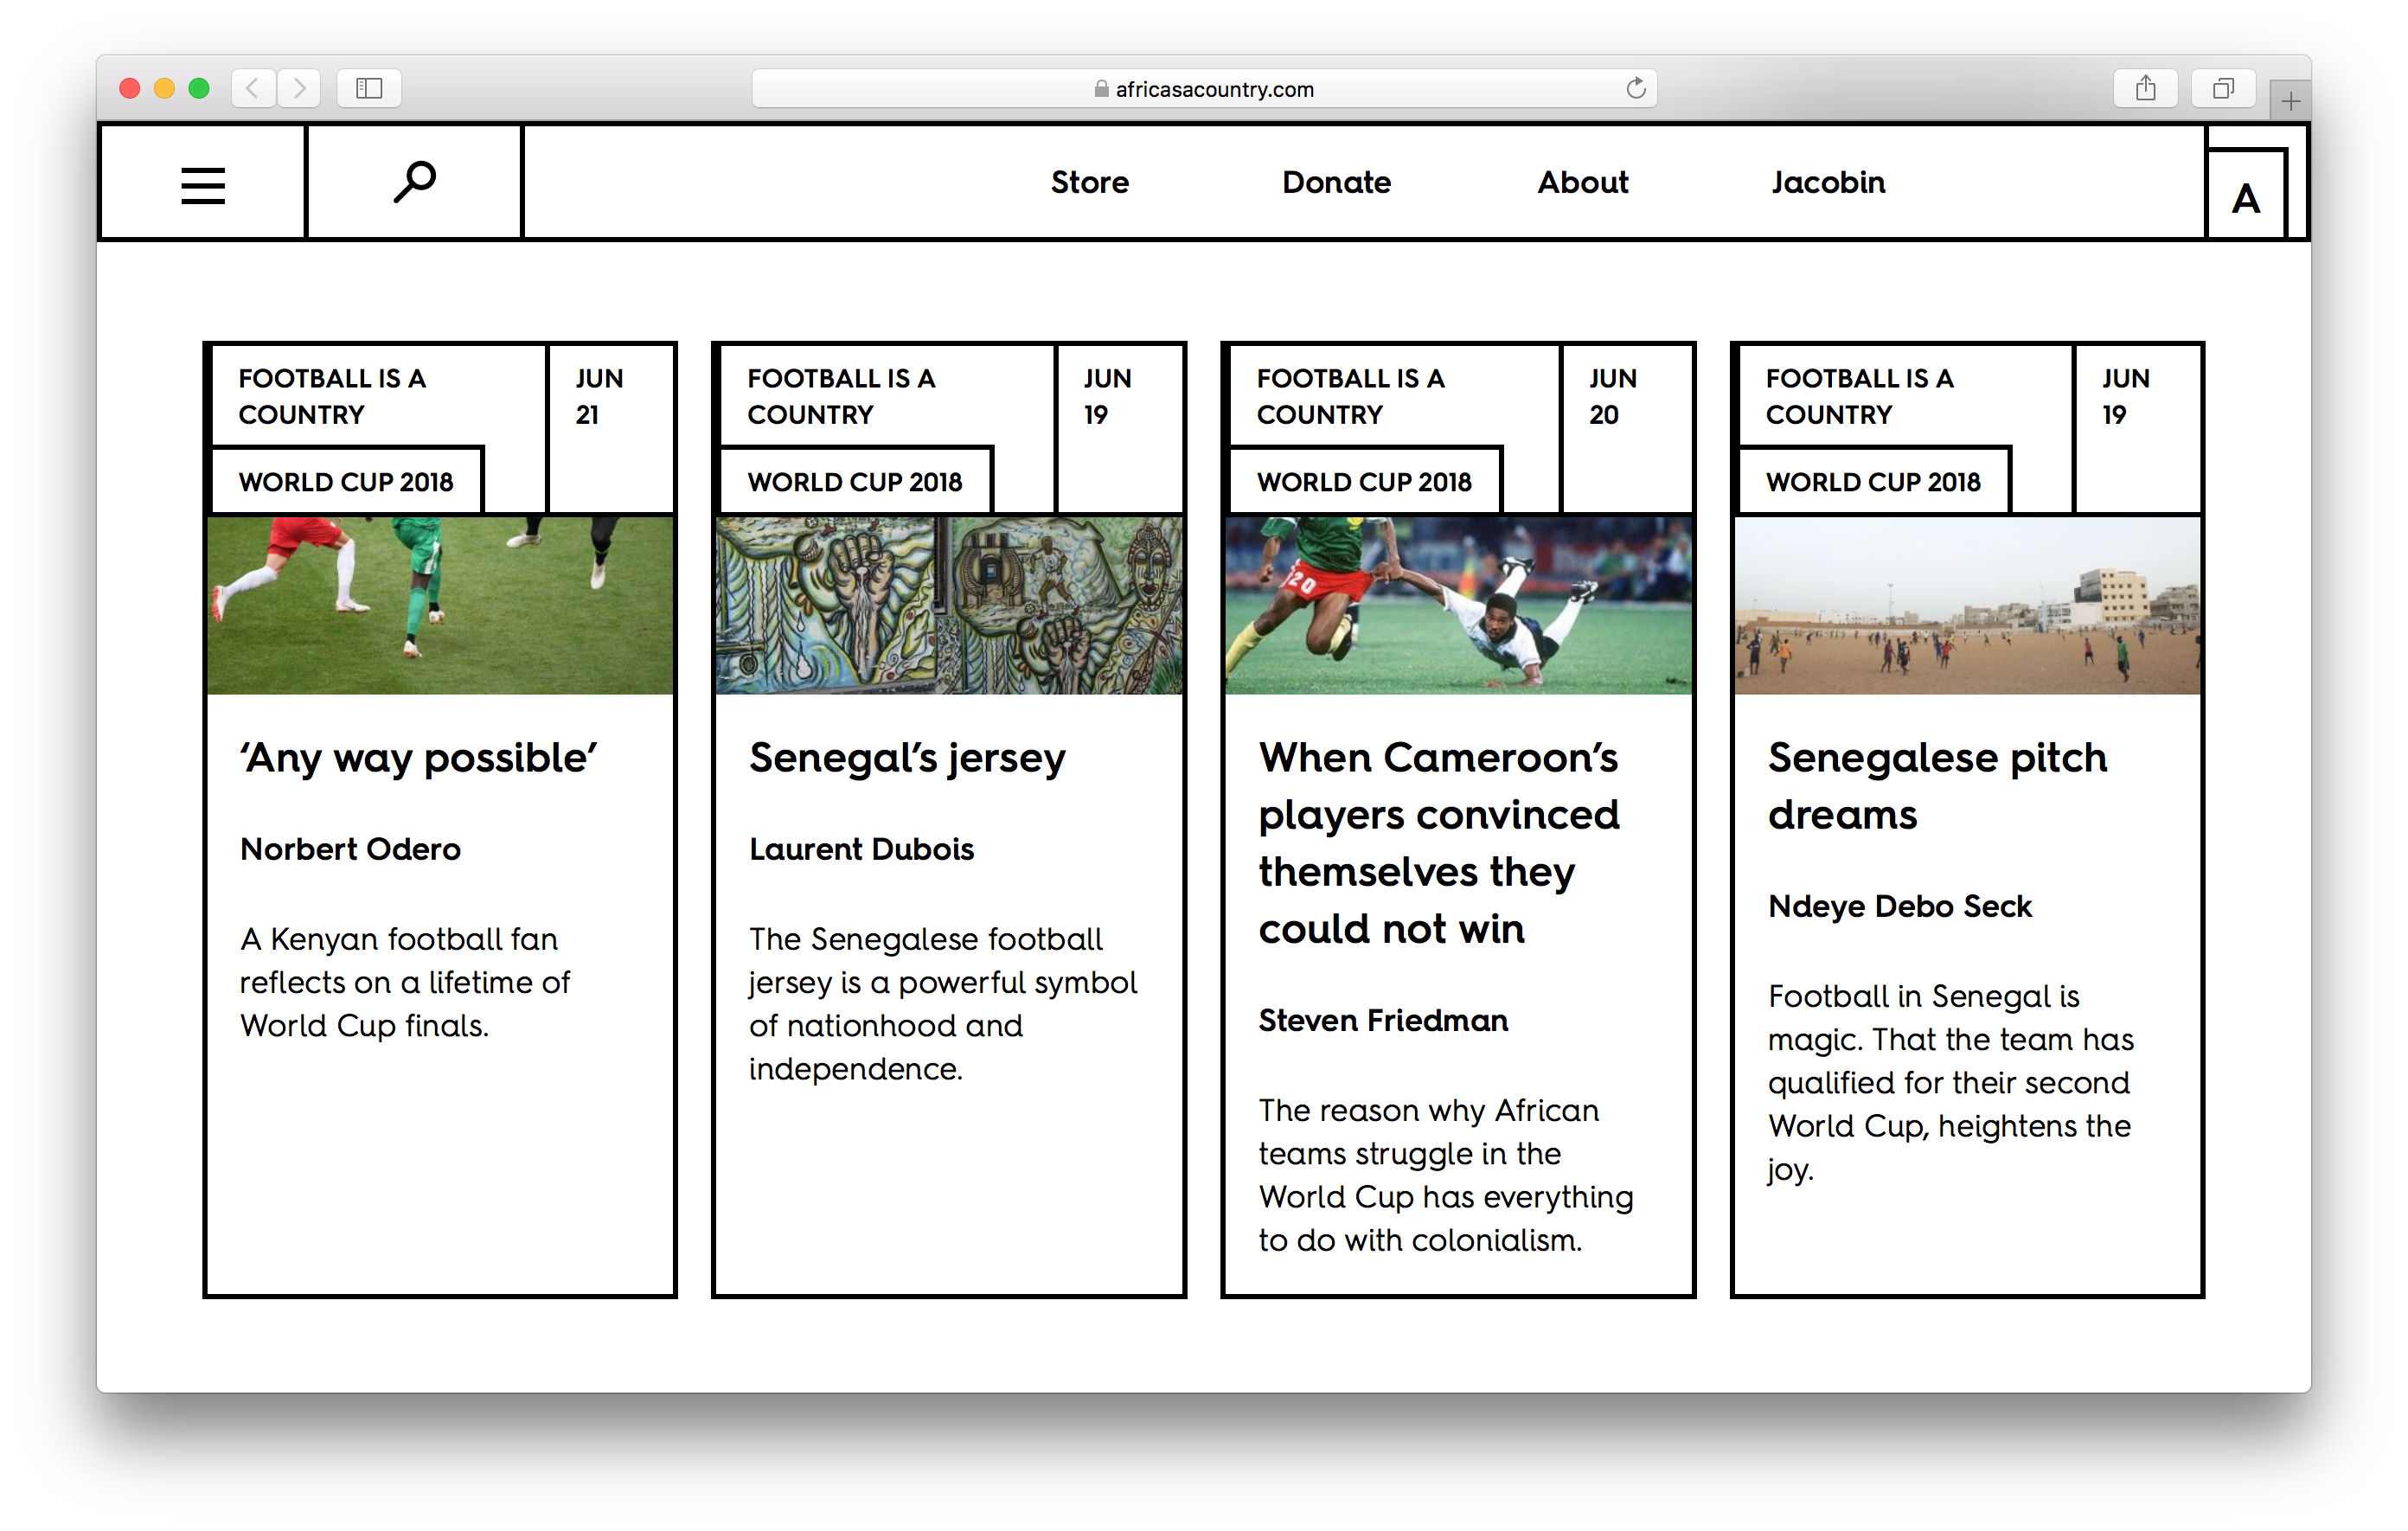 africasacountry.com
Store
Donate
About
Jacobin
A
FOOTBALL IS A
COUNTRY
JUN
21
WORLD CUP 2018
‘Any way possible’
Norbert Odero
A Kenyan football fan
reflects on a lifetime of
World Cup finals.
FOOTBALL IS A
COUNTRY
JUN
19
WORLD CUP 2018
Senegal’s jersey
Laurent Dubois
The Senegalese football
jersey is a powerful symbol
of nationhood and
independence.
FOOTBALL IS A
COUNTRY
JUN
20
WORLD CUP 2018
20
When Cameroon’s
players convinced
themselves they
could not win
Steven Friedman
The reason why African
teams struggle in the
World Cup has everything
to do with colonialism.
FOOTBALL IS A
COUNTRY
JUN
19
WORLD CUP 2018
Senegalese pitch
dreams
Ndeye Debo Seck
Football in Senegal is
magic. That the team has
qualified for their second
World Cup, heightens the
joy.